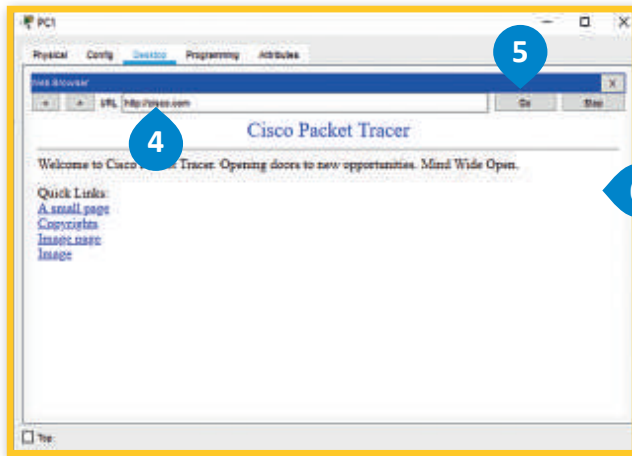 PC1
Physical Config Desktop Programming Attributes
5
Web Browser X
< > URL http://cisco.com Go Stop
4
Cisco Packet Tracer
Welcome to Cisco Tracer. Opening doors to new opportunities. Mind Wide Open.
Quick Links:
A small page
Copyrights
Image page
Image
Top